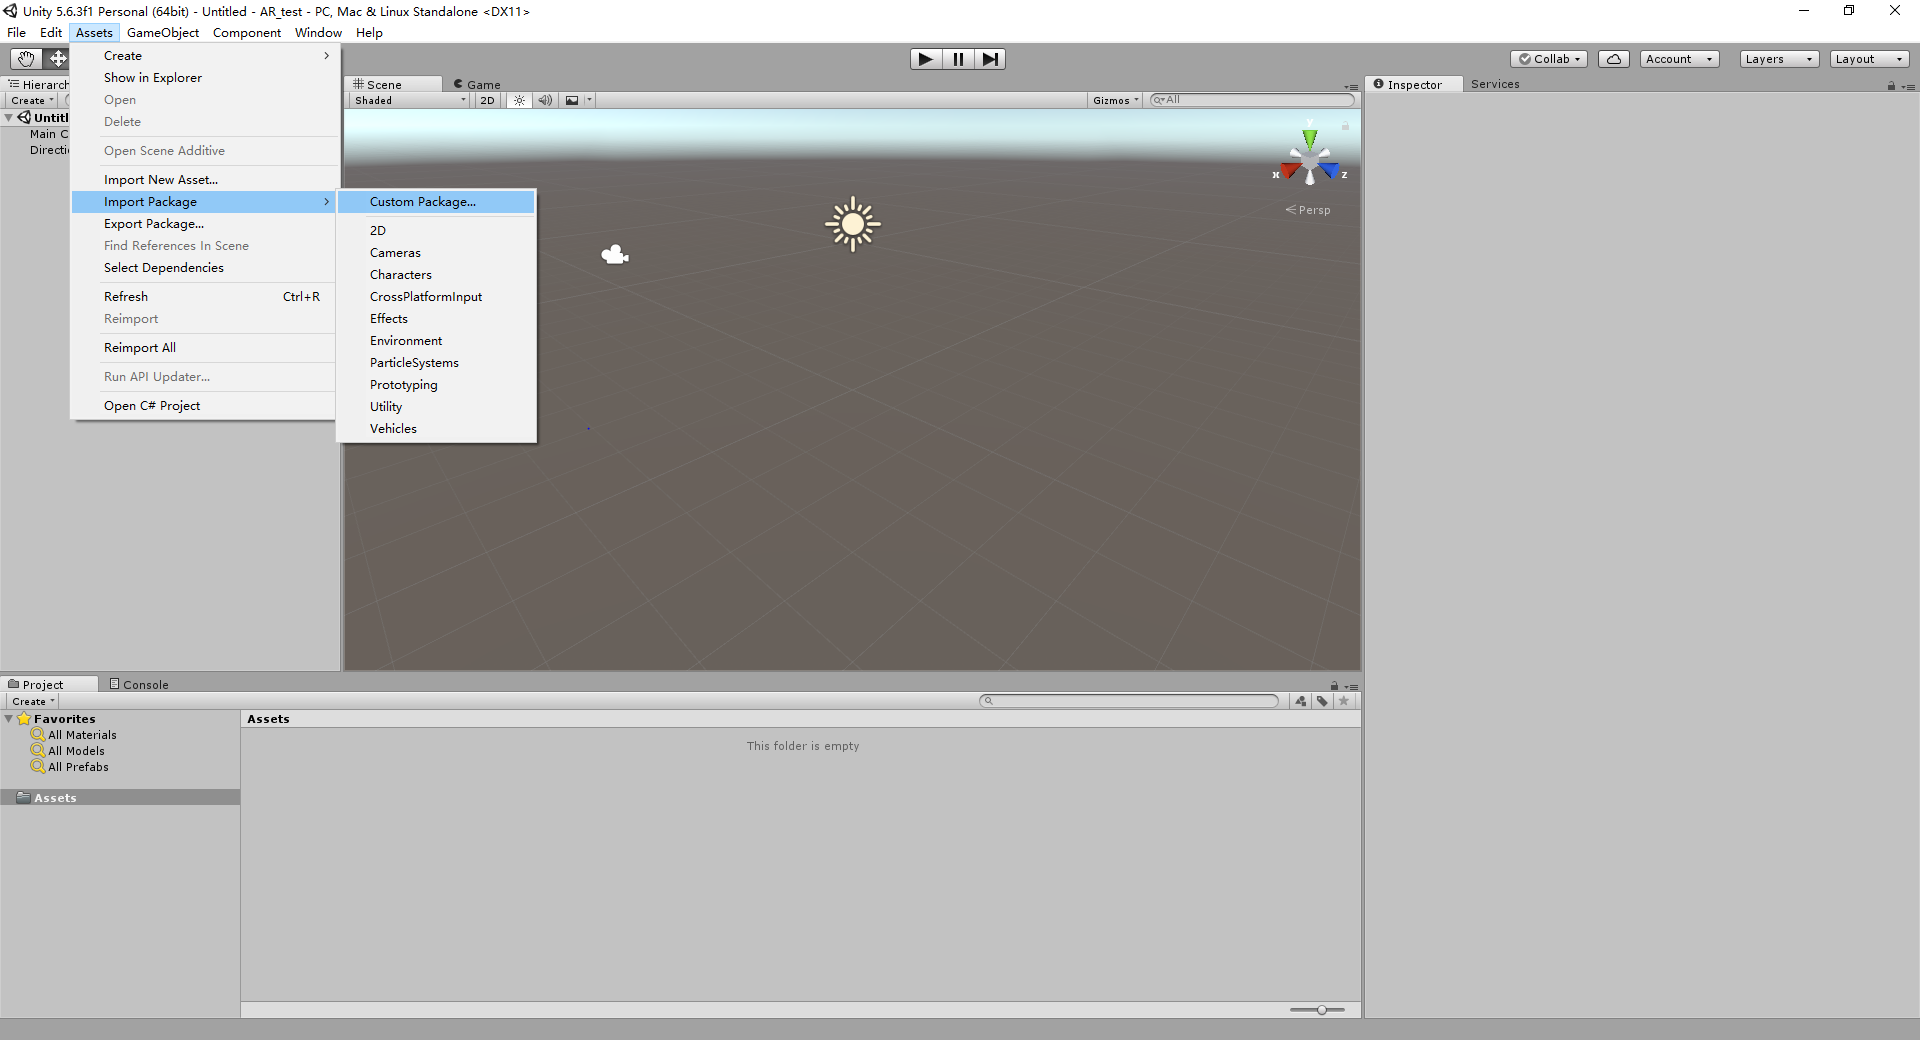 Unity 5.6.3f1 Personal (64bit) - Untitled - AR_test - PC, Mac & Linux Standalone <DX11>
File Edit Assets GameObject Component Window Help
Collab Account Layers Layout
Create
Show in Explorer
Open
Delete
Open Scene Additive
Import New Asset...
Import Package
Export Package...
Find References In Scene
Select Dependencies
Refresh Ctrl+R
Reimport
Reimport All
Run API Updater...
Open C# Project
Custom Package...
2D
Cameras
Characters
CrossPlatformInput
Effects
Environment
ParticleSystems
Prototyping
Utility
Vehicles
Hierarch
Create
Untitl
Main C
Directi
Scene Game
Shaded 2D Gizmos All
y
x z
Persp
Inspector Services
Project Console
Create
Favorites
All Materials
All Models
All Prefabs
Assets
Assets
This folder is empty